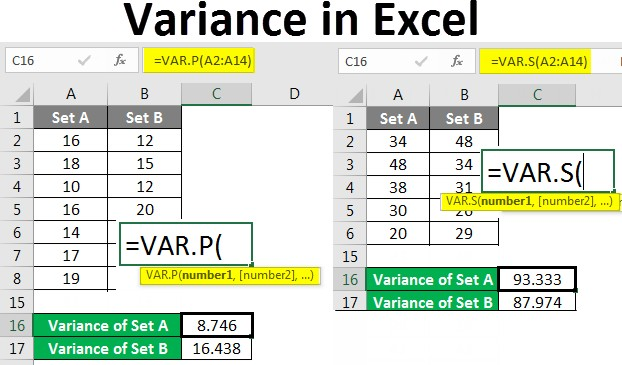 Variance in Excel
C16 fx =VAR.P(A2:A14)
A B C D
1 Set A Set B
2 16 12
3 18 15
4 10 12
5 16 20
6 14
7 17
8 19
=VAR.P(
VAR.P(number1, [number2], ...)
15
16 Variance of Set A 8.746
17 Variance of Set B 16.438
C16 fx =VAR.S(A2:A14)
A B C
1 Set A Set B
2 34 48
3 48 34
4 38 31
5 30
6 20 29
=VAR.S(
VAR.S(number1, [number2], ...)
15
16 Variance of Set A 93.333
17 Variance of Set B 87.974